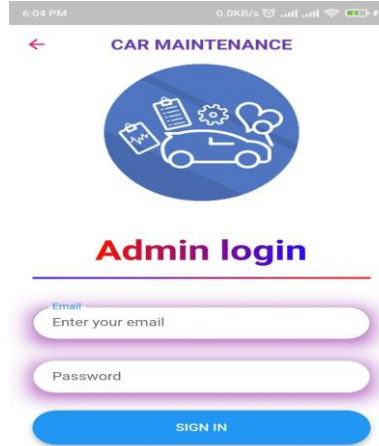 6:04 PM 0.0KB/s
CAR MAINTENANCE
Admin login
Email
Enter your email
Password
SIGN IN